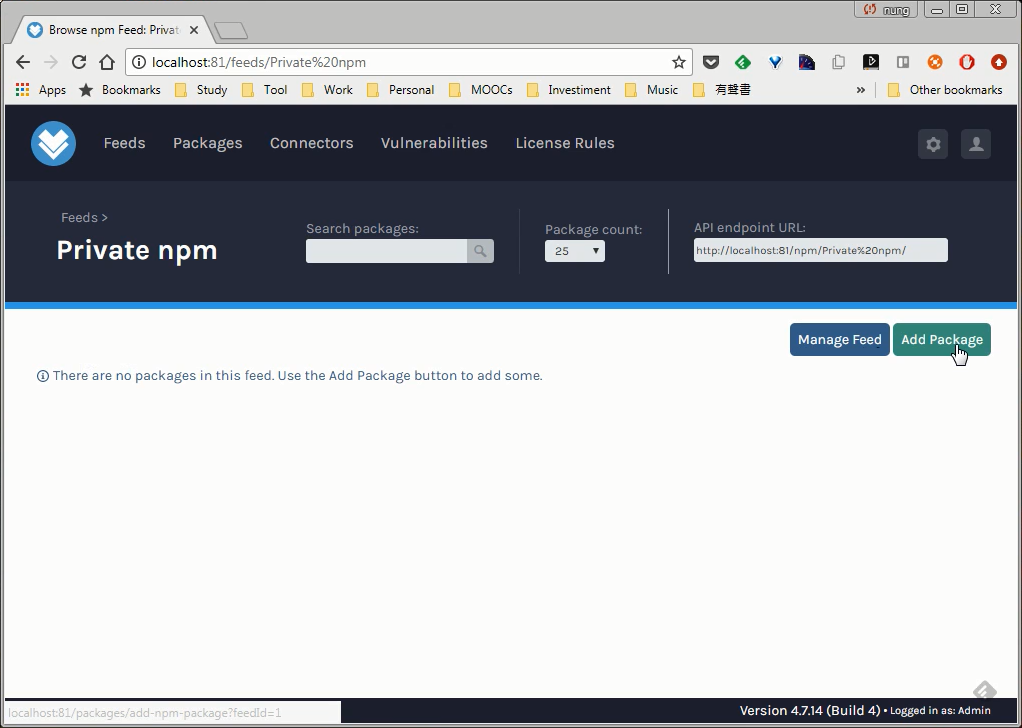 nung
Browse npm Feed: Privat
localhost:81/feeds/Private%20npm
Apps Bookmarks Study Tool Work Personal MOOCs Investiment Music 有聲書 » Other bookmarks
Feeds Packages Connectors Vulnerabilities License Rules
Feeds >
Private npm
Search packages:
Package count:
25
API endpoint URL:
http://localhost:81/npm/Private%20npm/
Manage Feed Add Package
There are no packages in this feed. Use the Add Package button to add some.
localhost:81/packages/add-npm-package?feedId=1
Version 4.7.14 (Build 4) • Logged in as: Admin